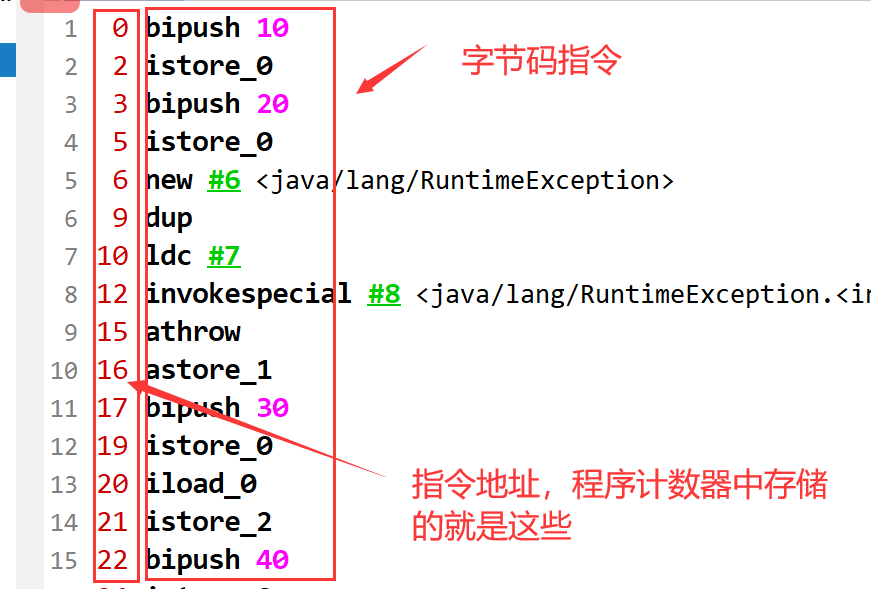 1 0 bipush 10
字节码指令
2 2 istore_0
3 3 bipush 20
4 5 istore_0
5 6 new #6 <java/lang/RuntimeException>
6 9 dup
7 10 ldc #7
8 12 invokespecial #8 <java/lang/RuntimeException.<in
9 15 athrow
10 16 astore_1
11 17 bipush 30
12 19 istore_0
13 20 iload_0
指令地址，程序计数器中存储
14 21 istore_2
的就是这些
15 22 bipush 40